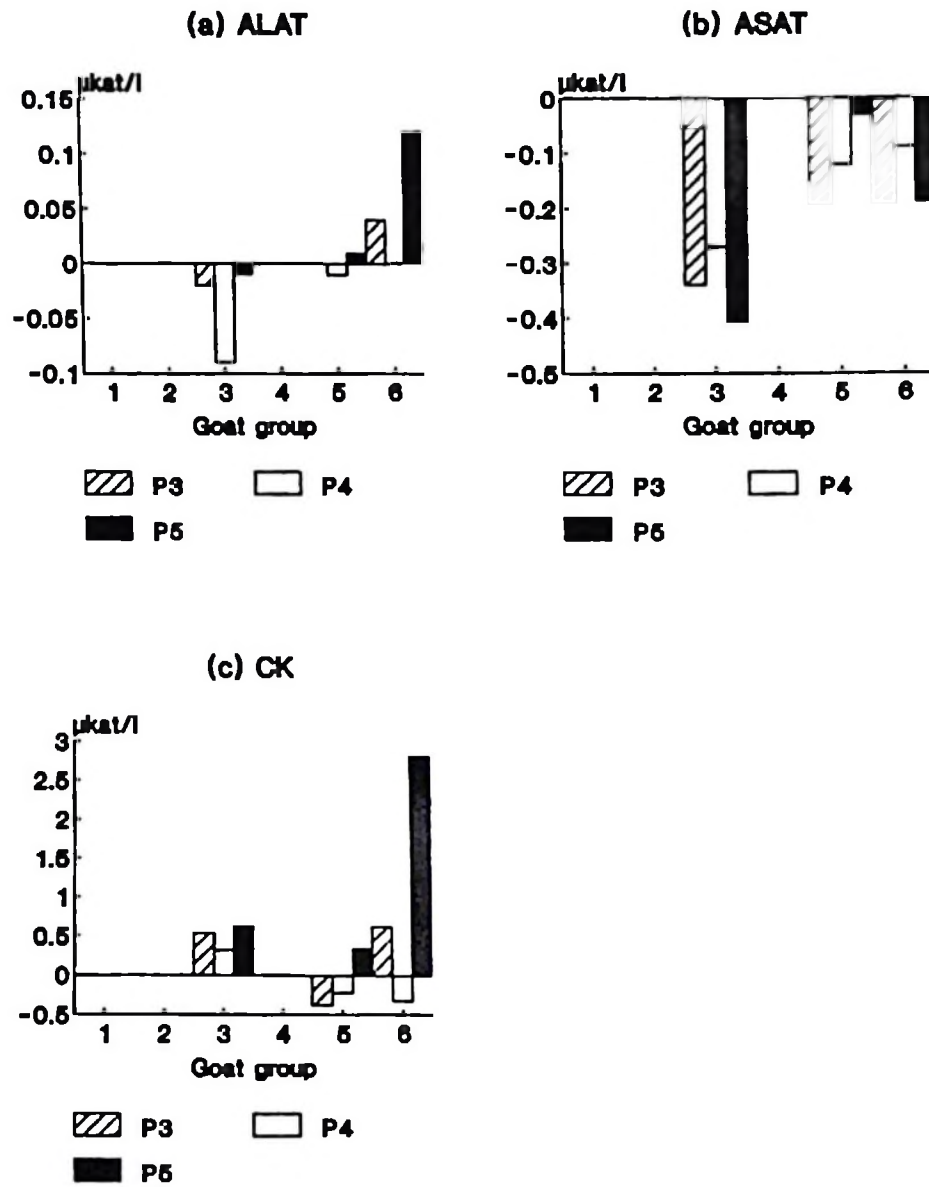 (a) ALAT
µkat/l
0.15
0.1
0.05
0
-0.05
-0.1
1 2 3 4 5 6
Goat group
P3 P4
P5
(b) ASAT
µkat/l
0
-0.1
-0.2
-0.3
-0.4
-0.5
1 2 3 4 5 6
Goat group
P3 P4
P5
(c) CK
µkat/l
3
2.5
2
1.5
1
0.5
0
-0.5
1 2 3 4 5 6
Goat group
P3 P4
P5